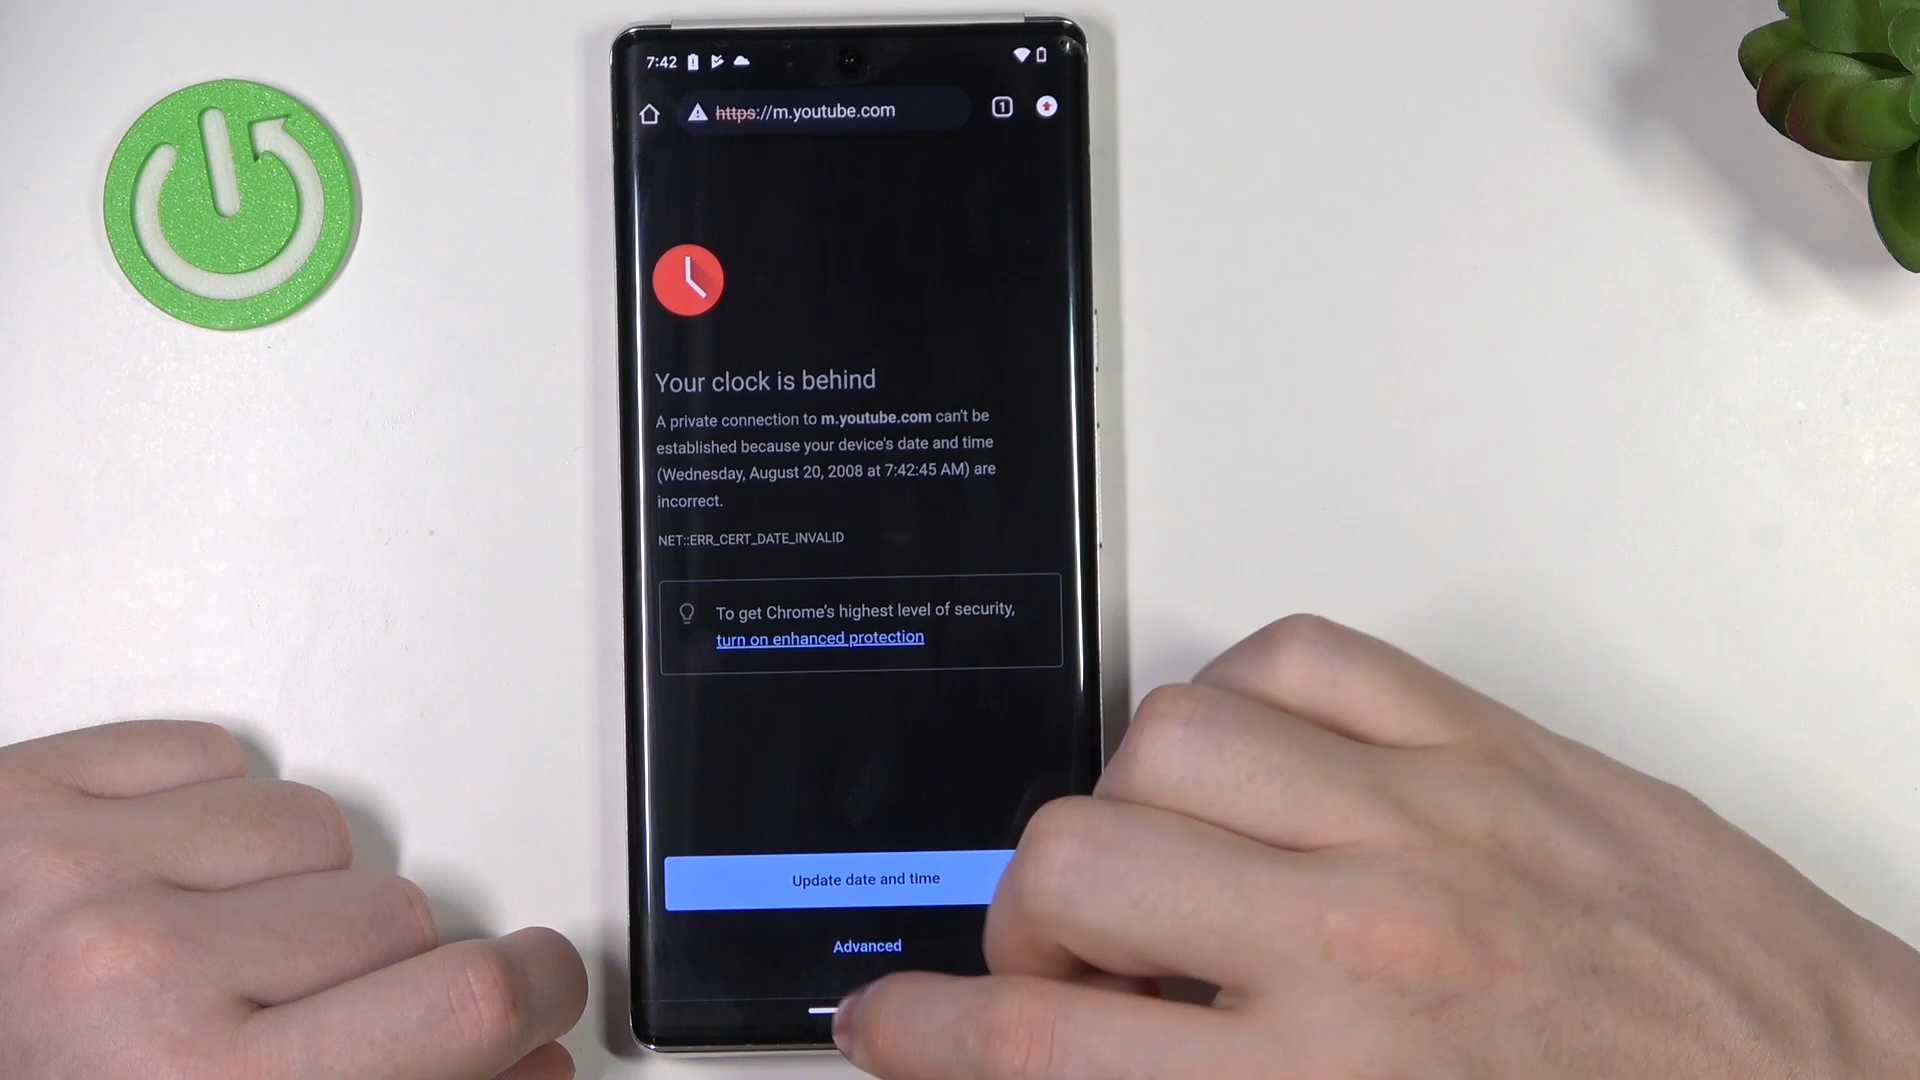 7:42
https://m.youtube.com
1
Your clock is behind
A private connection to m.youtube.com can't be
established because your device's date and time
(Wednesday, August 20, 2008 at 7:42:45 AM) are
incorrect.
NET::ERR_CERT_DATE_INVALID
To get Chrome's highest level of security,
turn on enhanced protection
Update date and time
Advanced